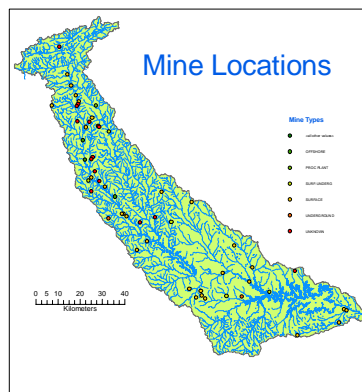 Mine Locations
Mine Types
OFFSHORE
PROC PLANT
SURF-UNDERG
SURFACE
UNDERGROUND
UNKNOWN
0 5 10 20 30 40
Kilometers